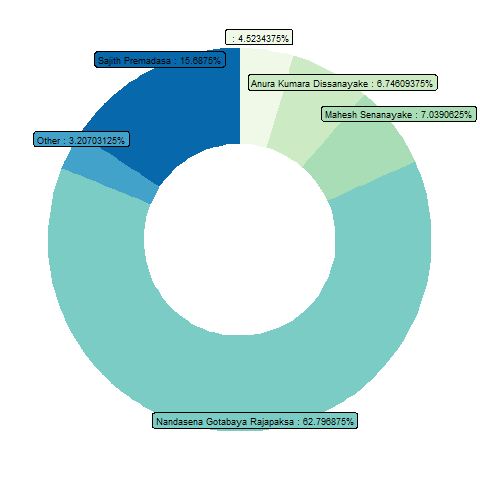 : 4.5234375%
Sajith Premadasa : 15.6875%
Anura Kumara Dissanayake : 6.74609375%
Mahesh Senanayake : 7.0390625%
Other : 3.20703125%
Nandasena Gotabaya Rajapaksa : 62.796875%